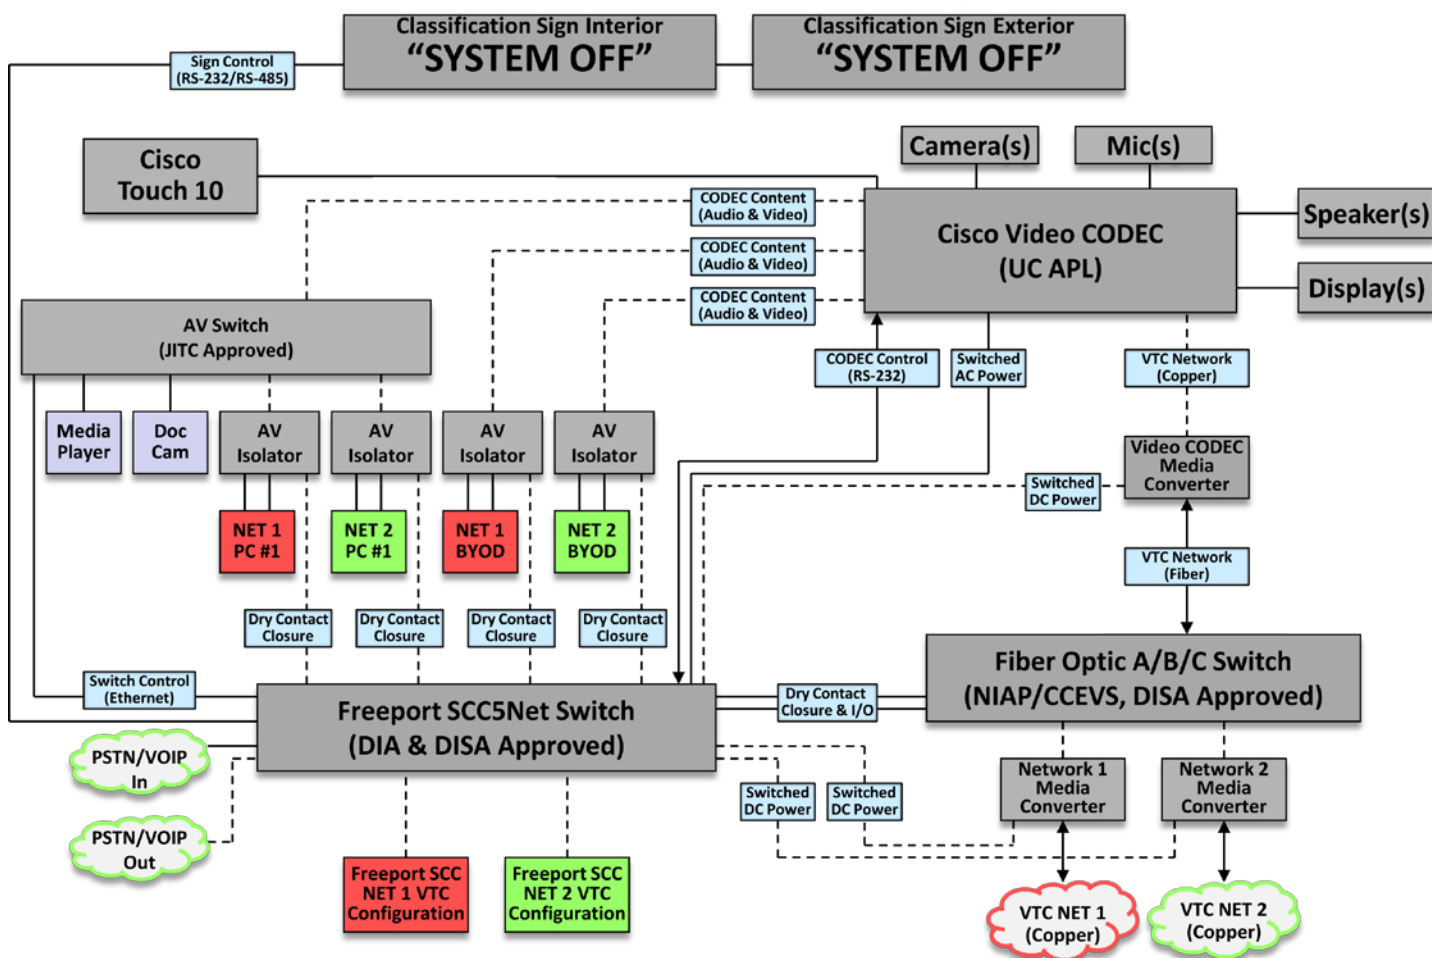 Classification Sign Interior
“SYSTEM OFF”
Classification Sign Exterior
“SYSTEM OFF”
Sign Control
(RS-232/RS-485)
Cisco
Touch 10
Camera(s)
Mic(s)
CODEC Content
(Audio & Video)
CODEC Content
(Audio & Video)
CODEC Content
(Audio & Video)
Cisco Video CODEC
(UC APL)
Speaker(s)
Display(s)
AV Switch
(JITC Approved)
CODEC Control
(RS-232)
Switched
AC Power
VTC Network
(Copper)
Media
Player
Doc
Cam
AV
Isolator
AV
Isolator
AV
Isolator
AV
Isolator
Video CODEC
Media
Converter
Switched
DC Power
NET 1
PC #1
NET 2
PC #1
NET 1
BYOD
NET 2
BYOD
VTC Network
(Fiber)
Dry Contact
Closure
Dry Contact
Closure
Dry Contact
Closure
Dry Contact
Closure
Fiber Optic A/B/C Switch
(NIAP/CCEVS, DISA Approved)
Switch Control
(Ethernet)
Freeport SCC5Net Switch
(DIA & DISA Approved)
Dry Contact
Closure & I/O
PSTN/VOIP
In
PSTN/VOIP
Out
Switched
DC Power
Switched
DC Power
Network 1
Media
Converter
Network 2
Media
Converter
Freeport SCC
NET 1 VTC
Configuration
Freeport SCC
NET 2 VTC
Configuration
VTC NET 1
(Copper)
VTC NET 2
(Copper)